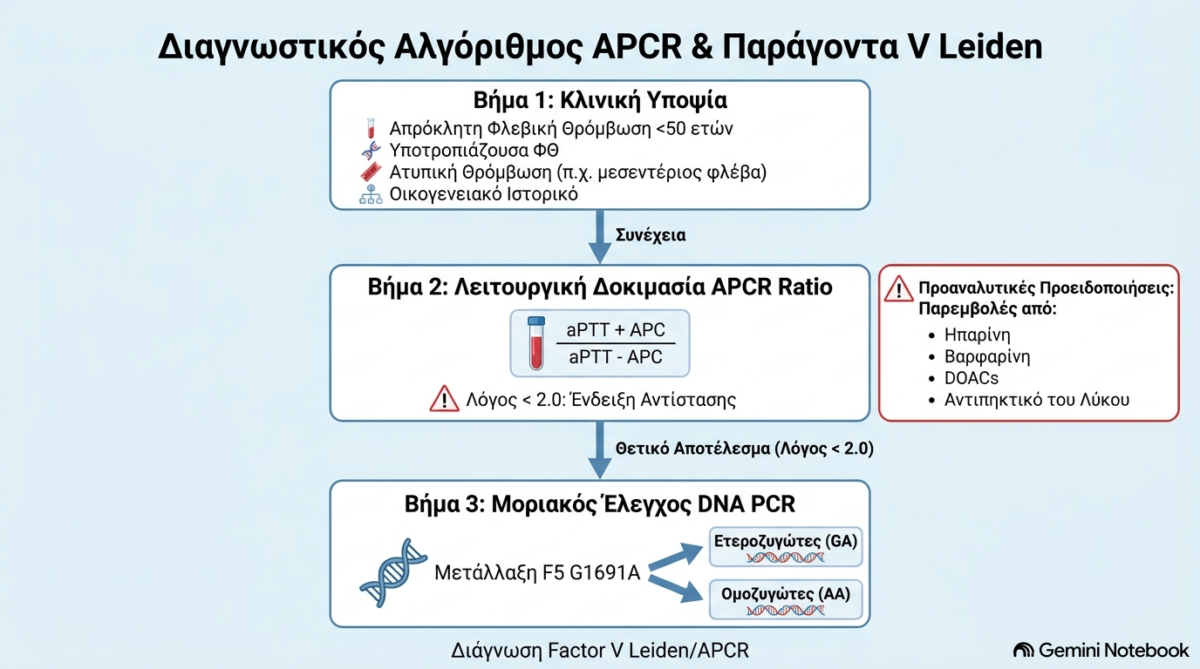 Διαγνωστικός Αλγόριθμος APCR & Παράγοντα V Leiden
Βήμα 1: Κλινική Υποψία
Απρόκλητη Φλεβική Θρόμβωση <50 ετών
Υποτροπιάζουσα ΦΘ
Ατυπική Θρόμβωση (π.χ. μεσεντέριος φλέβα)
Οικογενειακό Ιστορικό
Συνέχεια
Βήμα 2: Λειτουργική Δοκιμασία APCR Ratio
aPTT + APC
aPTT - APC
Λόγος < 2.0: Ένδειξη Αντίστασης
Προαναλυτικές Προειδοποιήσεις:
Παρεμβολές από:
• Ηπαρίνη
• Βαρφαρίνη
• DOACs
• Αντιπηκτικό του Λύκου
Θετικό Αποτέλεσμα (Λόγος < 2.0)
Βήμα 3: Μοριακός Έλεγχος DNA PCR
Μετάλλαξη F5 G1691A
Ετεροζυγώτες (GA)
Ομοζυγώτες (AA)
Διάγνωση Factor V Leiden/APCR
Gemini Notebook